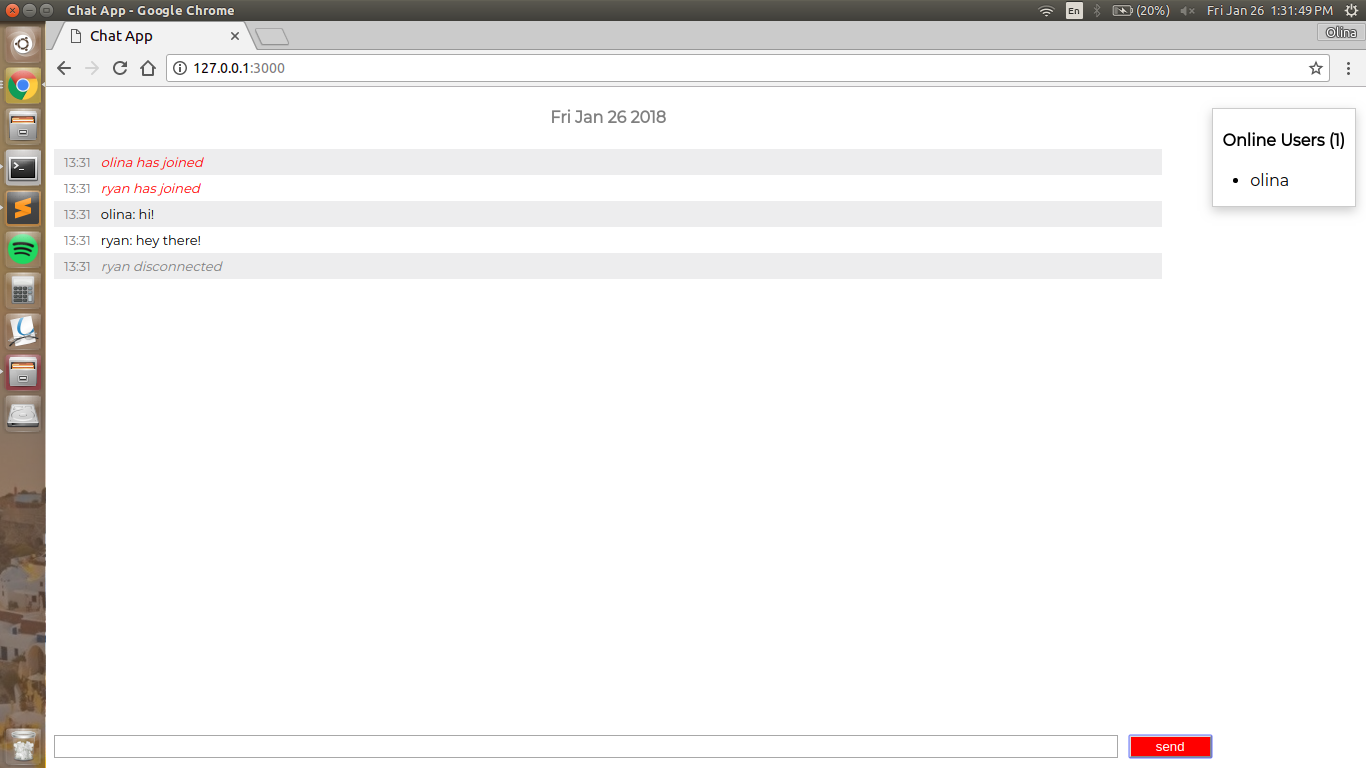 Chat App - Google Chrome
En
(20%)
Fri Jan 26 1:31:49 PM
Chat App
Olina
127.0.0.1:3000
Fri Jan 26 2018
13:31 olina has joined
13:31 ryan has joined
13:31 olina: hi!
13:31 ryan: hey there!
13:31 ryan disconnected
Online Users (1)
• olina
send